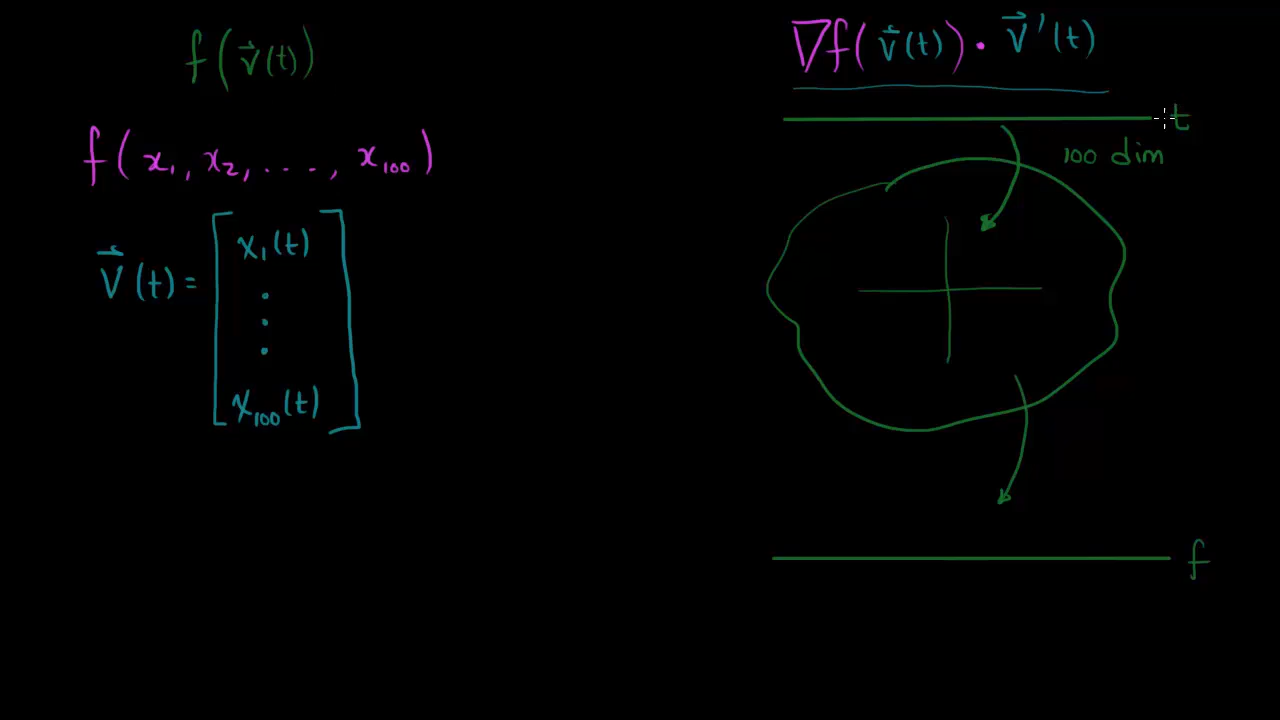 f(v⃗(t))
f(x₁, x₂, ...., x₁₀₀)
v⃗(t) = [x₁(t)
⋮
x₁₀₀(t)]
∇f(v⃗(t)) · v⃗'(t)
t
100 dim
f